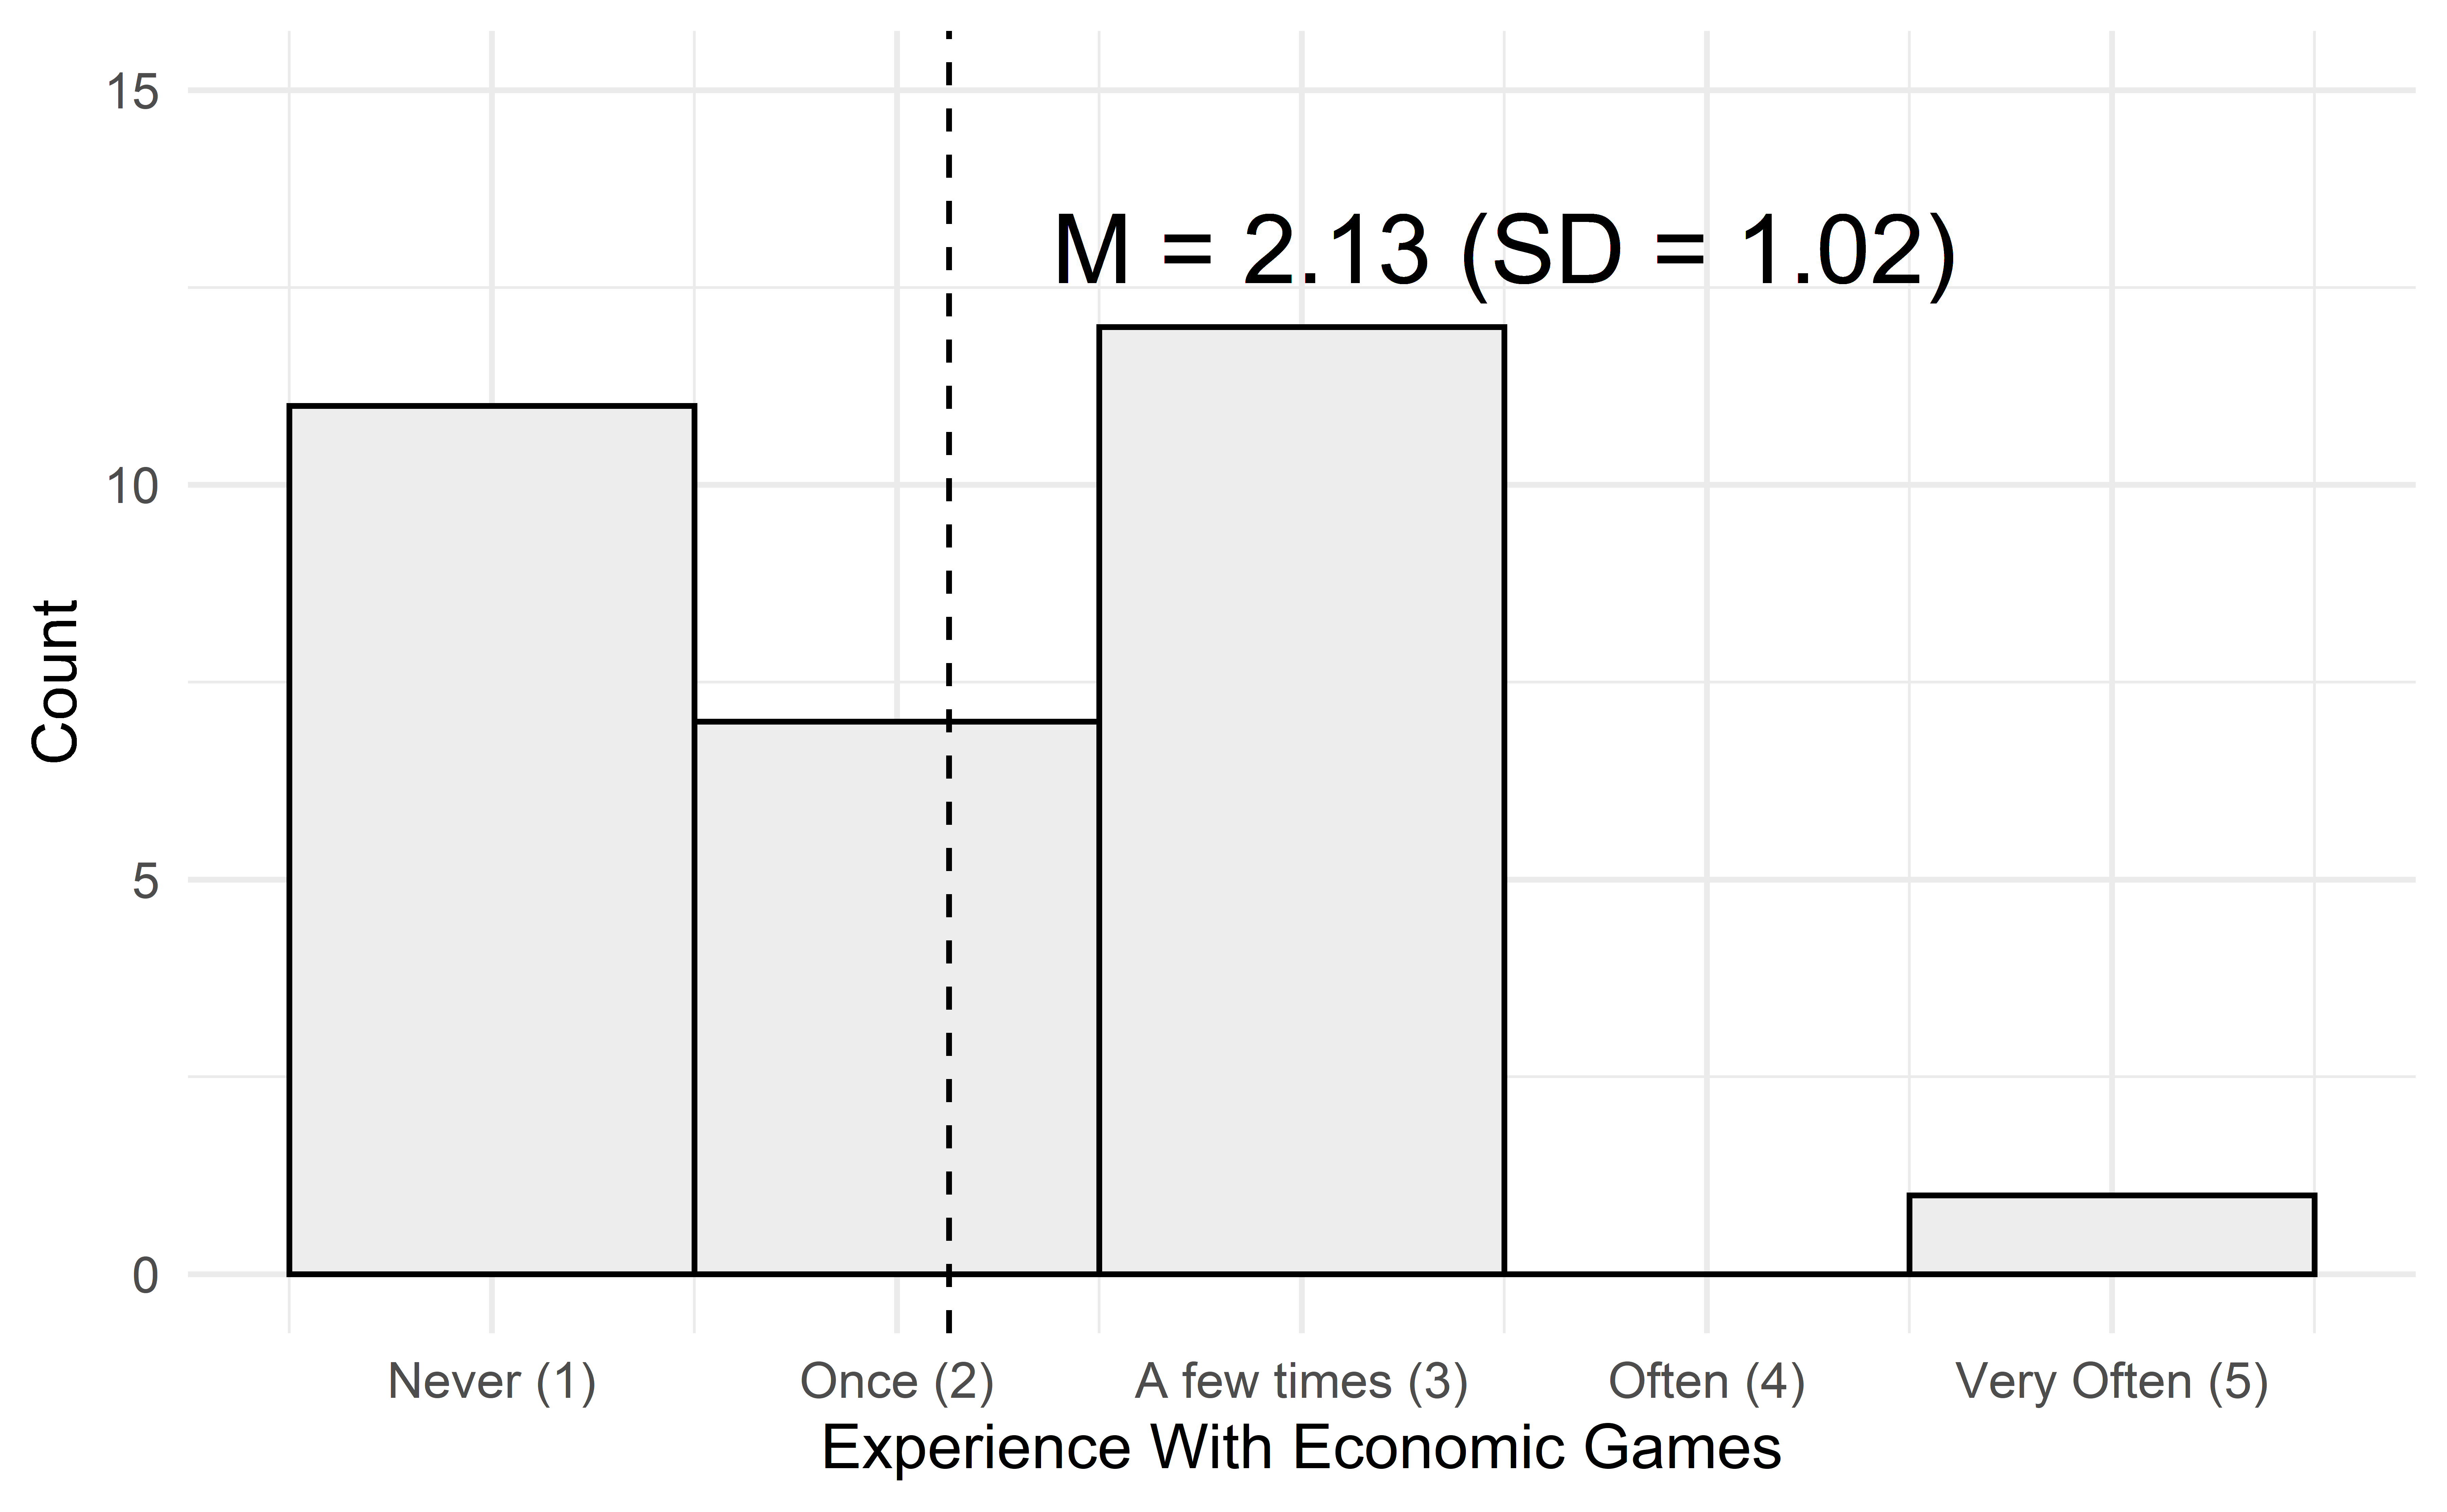 15
M = 2.13 (SD = 1.02)
10
Count
5
0
Never (1) Once (2) A few times (3) Often (4) Very Often (5)
Experience With Economic Games